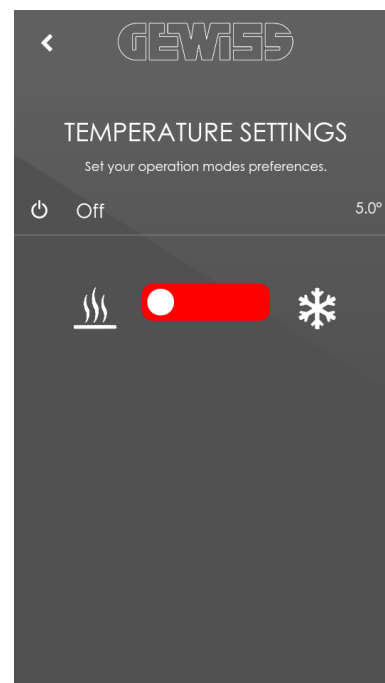 GEWISS
TEMPERATURE SETTINGS
Set your operation modes preferences.
Off 5.0°